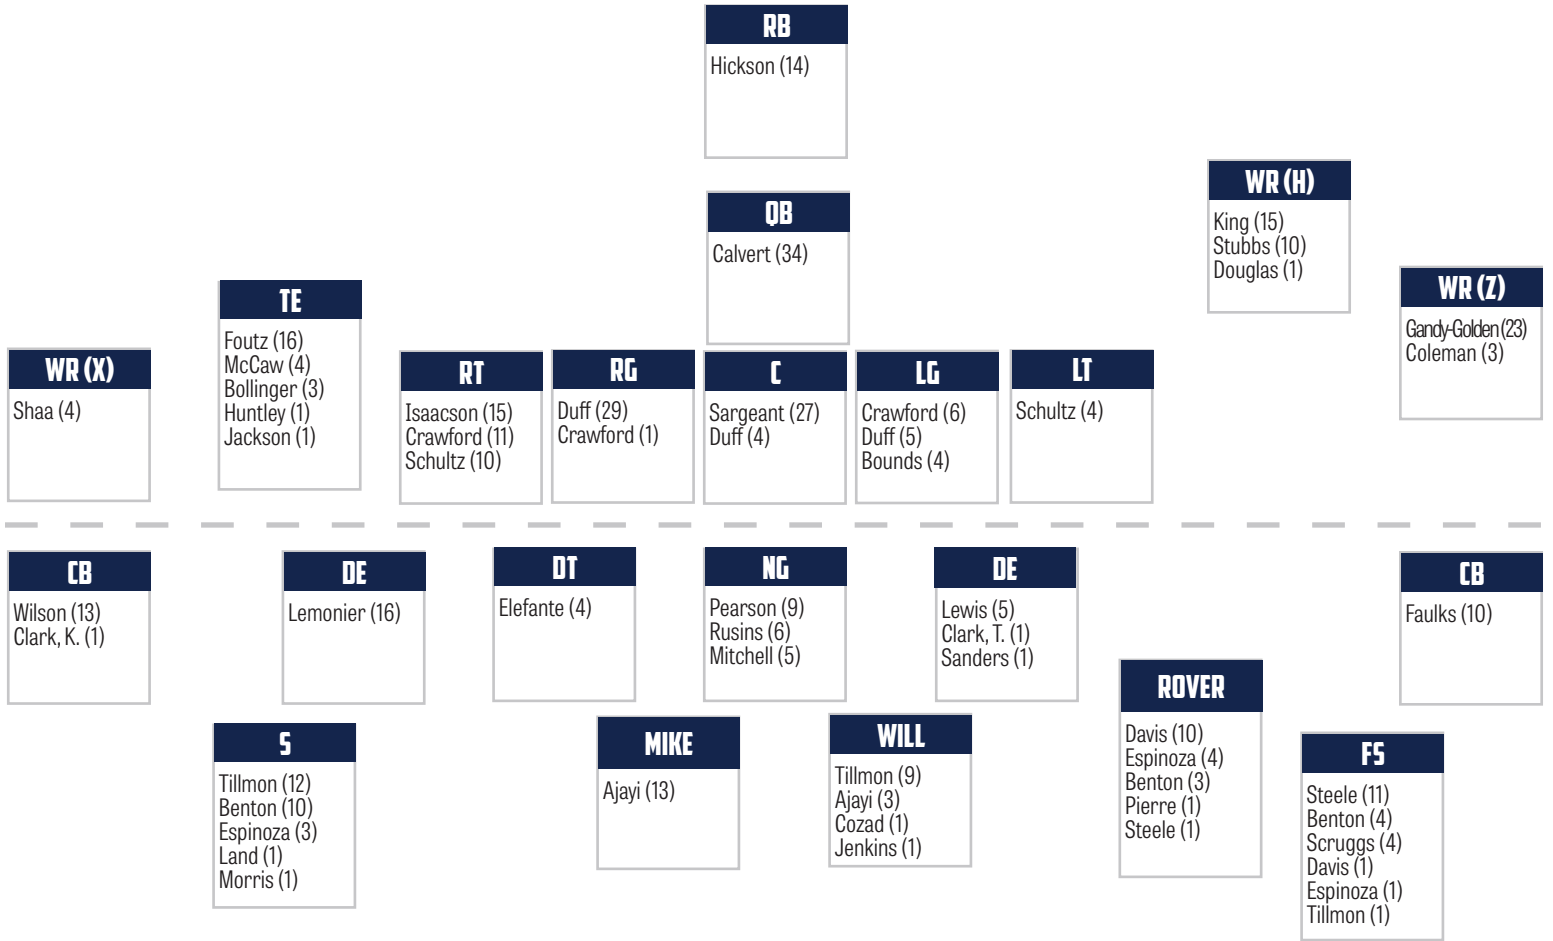 RB
Hickson (14)
QB
Calvert (34)
WR (H)
King (15)
Stubbs (10)
Douglas (1)
WR (Z)
Gandy-Golden (23)
Coleman (3)
TE
Foutz (16)
McCaw (4)
Bollinger (3)
Huntley (1)
Jackson (1)
WR (X)
Shaa (4)
RT
Isaacson (15)
Crawford (11)
Schultz (10)
RG
Duff (29)
Crawford (1)
C
Sargeant (27)
Duff (4)
LG
Crawford (6)
Duff (5)
Bounds (4)
LT
Schultz (4)
CB
Wilson (13)
Clark, K. (1)
DE
Lemonier (16)
DT
Elefante (4)
NG
Pearson (9)
Rusins (6)
Mitchell (5)
DE
Lewis (5)
Clark, T. (1)
Sanders (1)
CB
Faulks (10)
S
Tillmon (12)
Benton (10)
Espinoza (3)
Land (1)
Morris (1)
MIKE
Ajayi (13)
WILL
Tillmon (9)
Ajayi (3)
Cozad (1)
Jenkins (1)
ROVER
Davis (10)
Espinoza (4)
Benton (3)
Pierre (1)
Steele (1)
FS
Steele (11)
Benton (4)
Scruggs (4)
Davis (1)
Espinoza (1)
Tillmon (1)